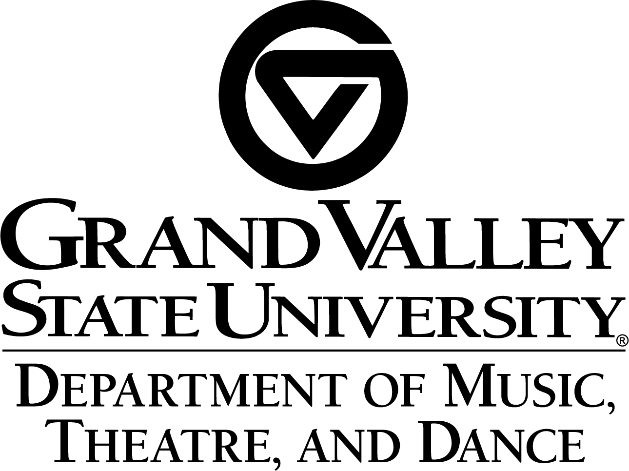 GRAND VALLEY
STATE UNIVERSITY®
DEPARTMENT OF MUSIC,
THEATRE, AND DANCE